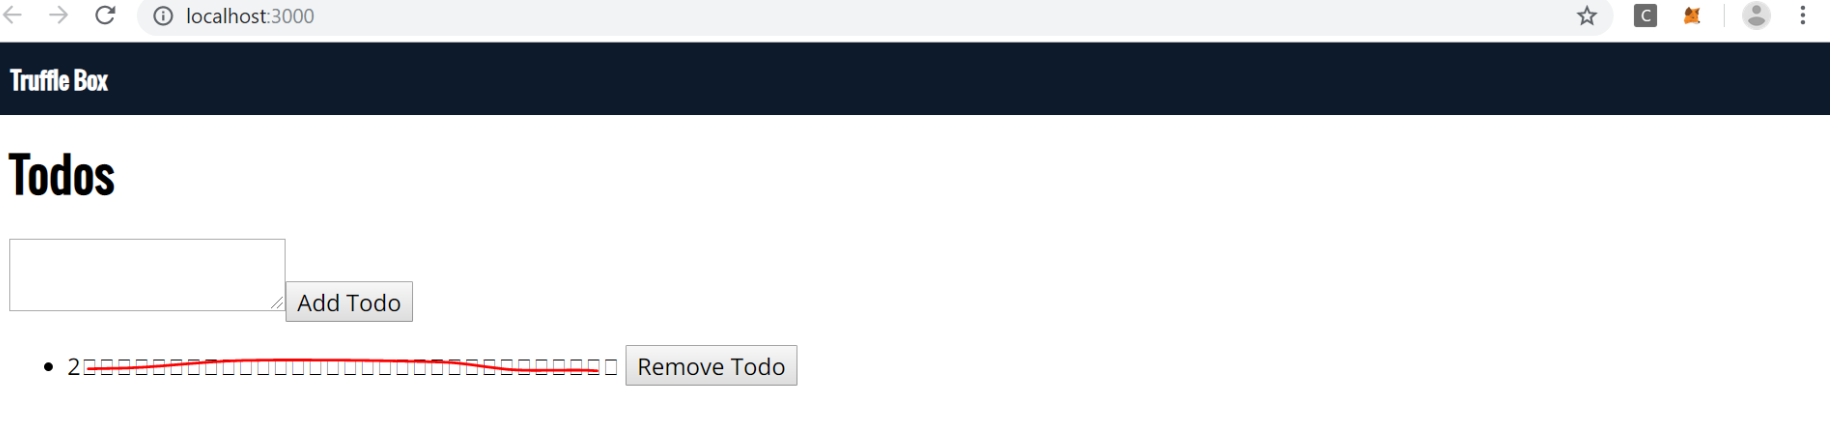 localhost:3000
C
Truffle Box
Todos
Add Todo
2 Remove Todo